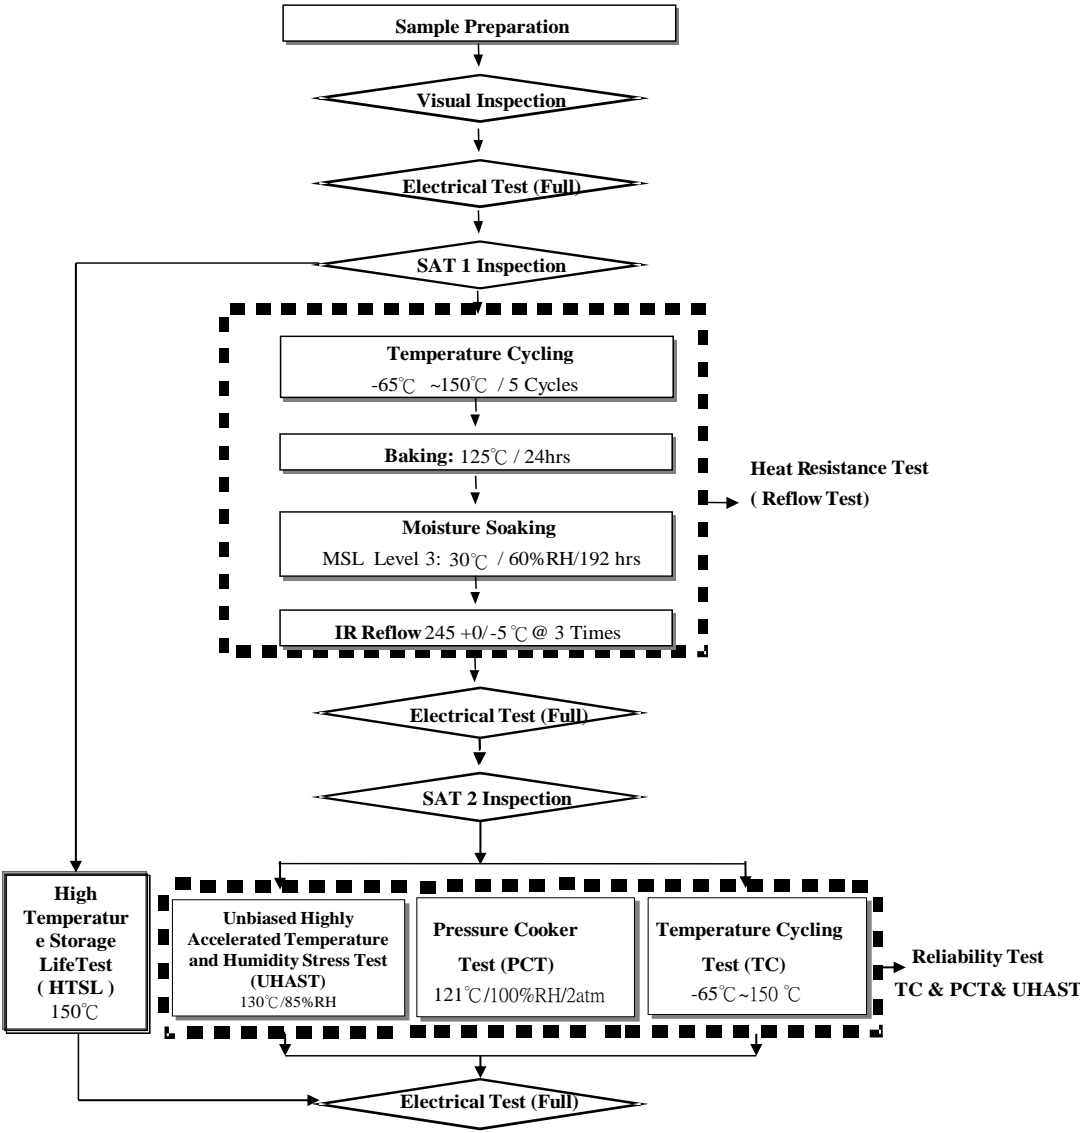 Sample Preparation
Visual Inspection
Electrical Test (Full)
SAT 1 Inspection
Temperature Cycling
-65℃ ~150℃ / 5 Cycles
Baking: 125℃ / 24hrs
Moisture Soaking
MSL Level 3: 30℃ / 60%RH/192 hrs
IR Reflow 245 +0/-5 ℃ @ 3 Times
Heat Resistance Test
( Reflow Test)
Electrical Test (Full)
SAT 2 Inspection
High
Temperatur
e Storage
LifeTest
( HTSL )
150℃
Unbiased Highly
Accelerated Temperature
and Humidity Stress Test
(UHAST)
130℃/85%RH
Pressure Cooker
Test (PCT)
121℃/100%RH/2atm
Temperature Cycling
Test (TC)
-65℃~150 ℃
Reliability Test
TC & PCT& UHAST
Electrical Test (Full)